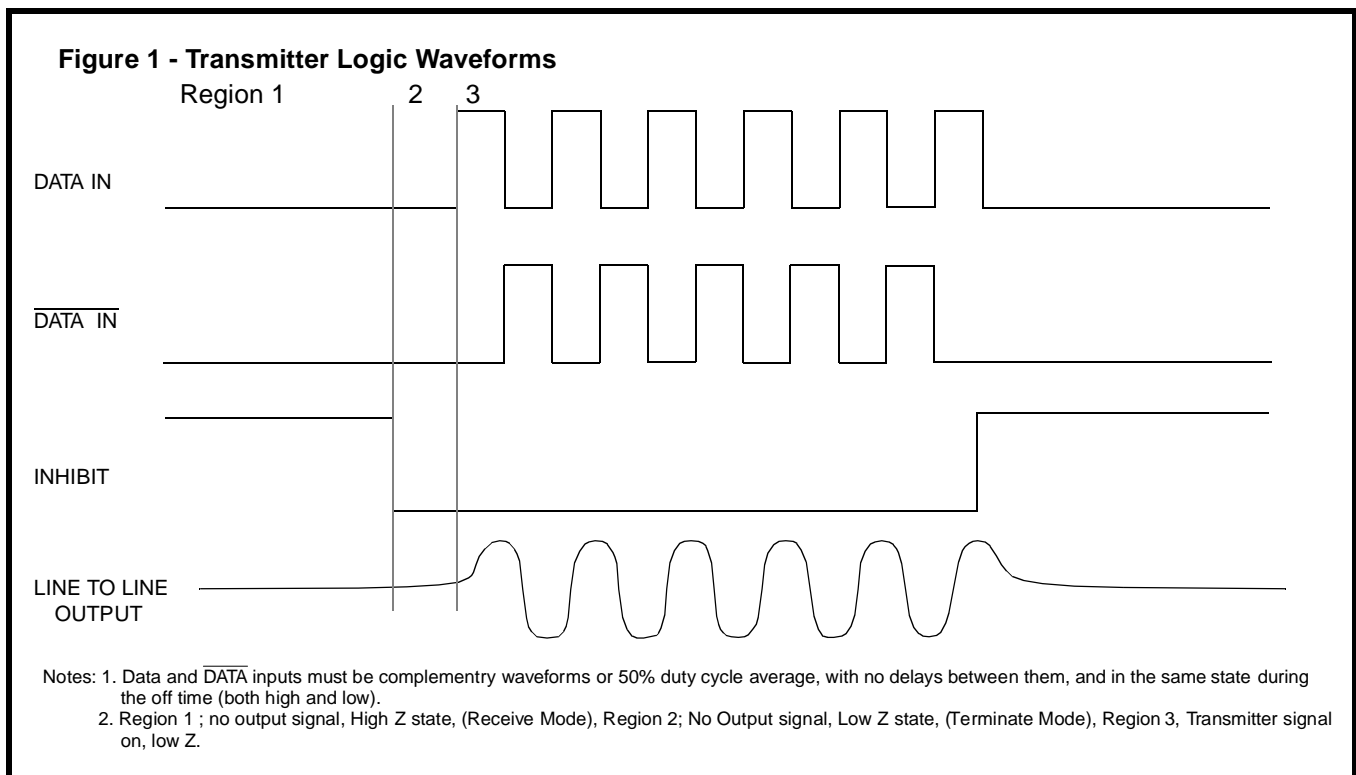 Figure 1 - Transmitter Logic Waveforms
Region 1 2 3
DATA IN
DATA IN
INHIBIT
LINE TO LINE
OUTPUT
Notes: 1. Data and DATA inputs must be complementry waveforms or 50% duty cycle average, with no delays between them, and in the same state during
the off time (both high and low).
2. Region 1 ; no output signal, High Z state, (Receive Mode), Region 2; No Output signal, Low Z state, (Terminate Mode), Region 3, Transmitter signal
on, low Z.